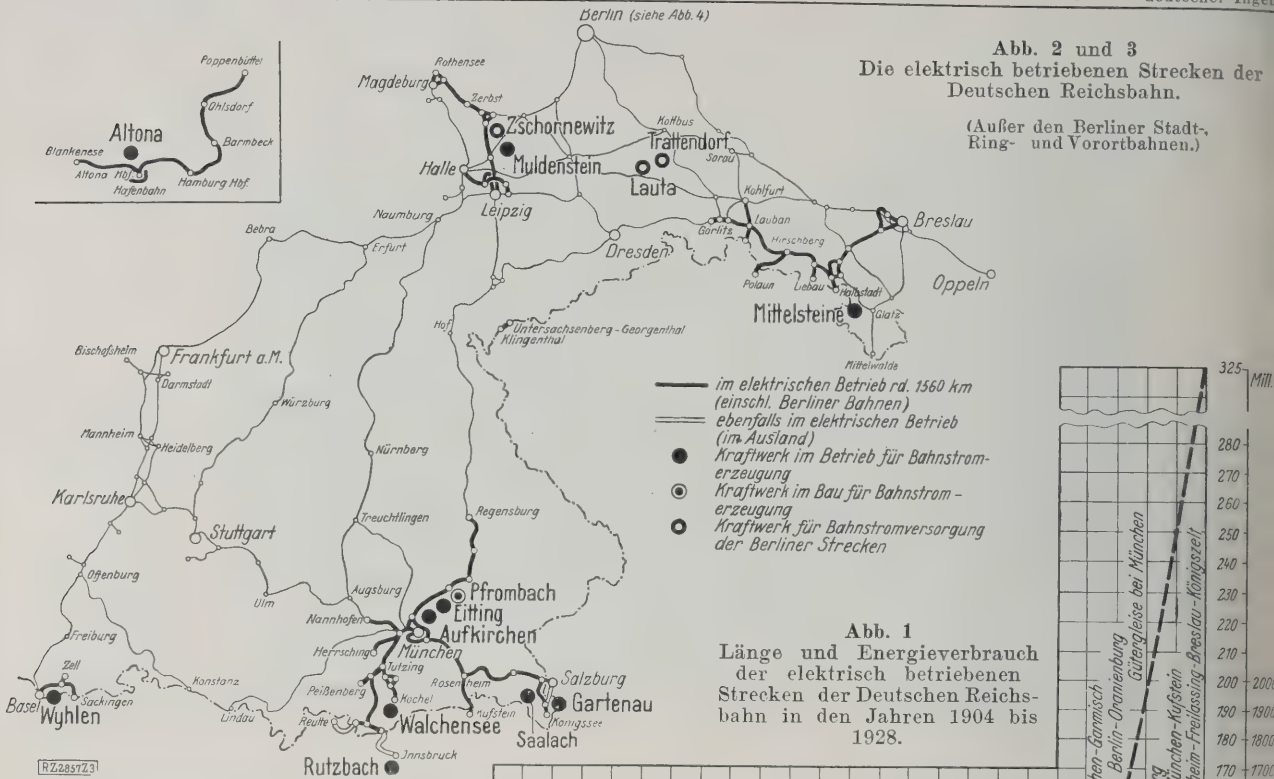 Berlin (siehe Abb. 4)
Abb. 2 und 3
Die elektrisch betriebenen Strecken der
Deutschen Reichsbahn.
(Außer den Berliner Stadt-,
Ring- und Vorortbahnen.)
Poppenbüttel
Ohlsdorf
Barmbeck
Altona
Blankenese
Altona Hbf.
Hafenbahn
Hamburg Hbf.
Rothensee
Magdeburg
Zerbst
Zschornewitz
Muldenstein
Halle
Leipzig
Kottbus
Trattendorf
Lauta
Sorau
Kohlfurt
Görlitz
Lauban
Hirschberg
Breslau
Polaun
Liebau
Halbstadt
Oppeln
Mittelsteine
Glatz
Mittelwalde
Naumburg
Bebra
Erfurt
Dresden
Hof
Untersachsenberg-Georgenthal
Klingenthal
Bischofsheim
Frankfurt a.M.
Darmstadt
Würzburg
Mannheim
Heidelberg
Nürnberg
Karlsruhe
Stuttgart
Treuchtlingen
Regensburg
Offenburg
Ulm
Augsburg
Nannhofen
Pfrombach
Eitting
Aufkirchen
Freiburg
Herrsching
München
Tutzing
Zell
Basel
Wyhlen
Säckingen
Konstanz
Lindau
Peißenberg
Kochel
Rosenheim
Salzburg
Gartenau
Reutte
Walchensee
Kufstein
Königssee
Saalach
Innsbruck
Rutzbach
im elektrischen Betrieb rd. 1560 km
(einschl. Berliner Bahnen)
ebenfalls im elektrischen Betrieb
(im Ausland)
Kraftwerk im Betrieb für Bahnstrom-
erzeugung
Kraftwerk im Bau für Bahnstrom-
erzeugung
Kraftwerk für Bahnstromversorgung
der Berliner Strecken
Abb. 1
Länge und Energieverbrauch
der elektrisch betriebenen
Strecken der Deutschen Reichs-
bahn in den Jahren 1904 bis
1928.
RZ2857Z3
325
Mill.
280
270
260
250
240
230
220
210
200
190
180
170
1900
1700
Berlin-Oranienburg
Gütergleise bei München